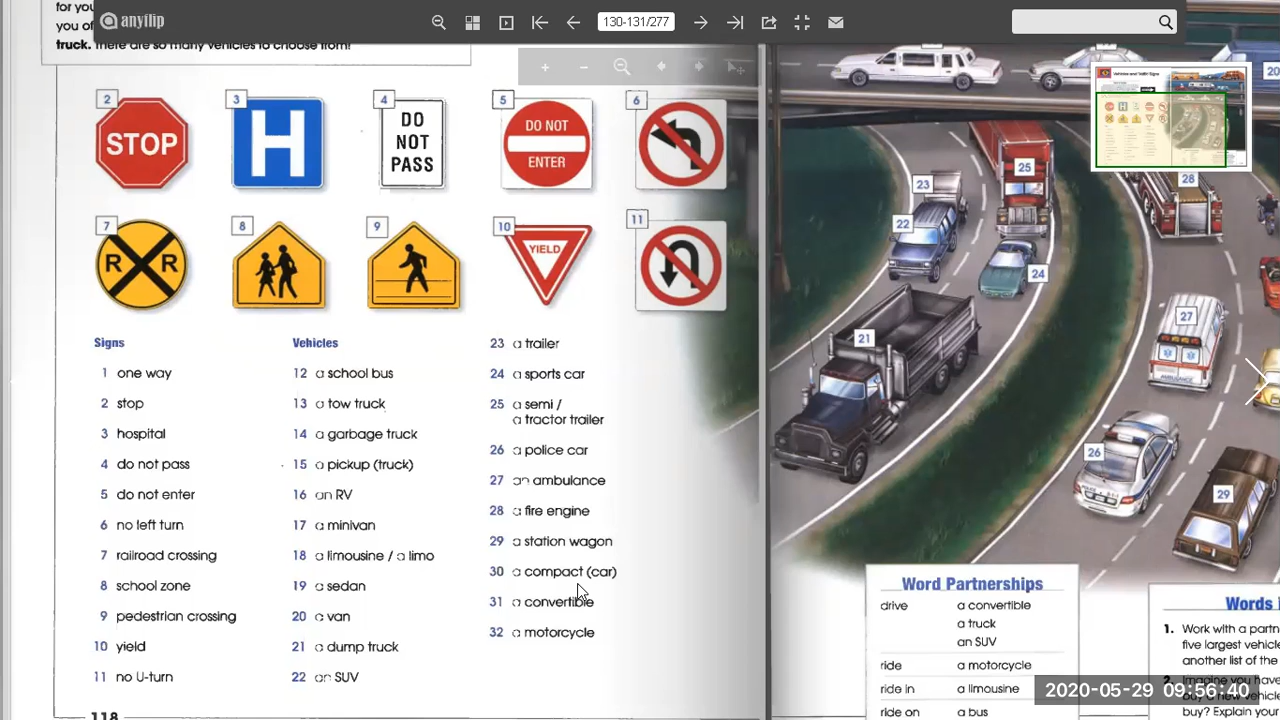 for you
you of
truck. There are so many vehicles to choose from!
anyflip
130-131/277
2
3
4
5
6
STOP
H
DO
NOT
PASS
DO NOT
ENTER
7
8
9
10
11
R R
YIELD
Signs
1 one way
2 stop
3 hospital
4 do not pass
5 do not enter
6 no left turn
7 railroad crossing
8 school zone
9 pedestrian crossing
10 yield
11 no U-turn
Vehicles
12 a school bus
13 a tow truck
14 a garbage truck
15 a pickup (truck)
16 an RV
17 a minivan
18 a limousine / a limo
19 a sedan
20 a van
21 a dump truck
22 an SUV
23 a trailer
24 a sports car
25 a semi /
a tractor trailer
26 a police car
27 an ambulance
28 a fire engine
29 a station wagon
30 a compact (car)
31 a convertible
32 a motorcycle
118
20
23
25
28
22
24
27
21
26
29
AMBULANCE
Word Partnerships
drive a convertible
a truck
an SUV
ride a motorcycle
ride in a limousine
ride on a bus
Words i
1. Work with a partn
five largest vehicle
another list of the
2. Imagine you have
buy a new vehicle
buy? Explain your
2020-05-29 09:56:40